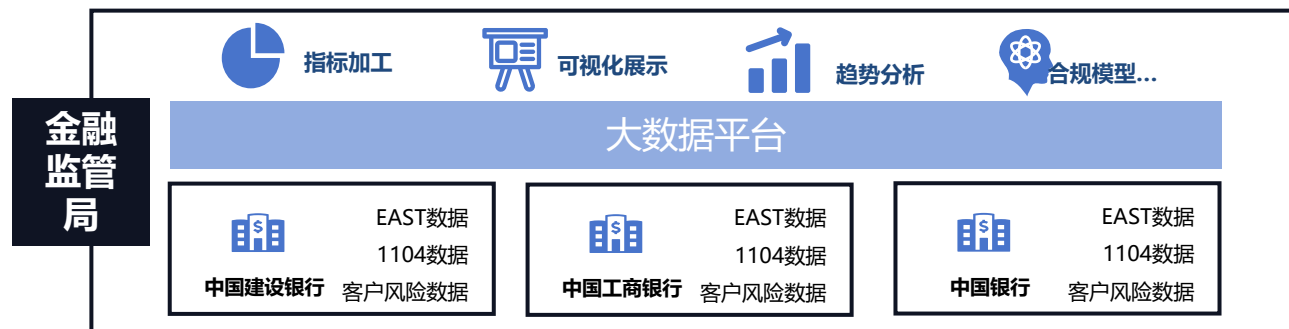 指标加工
可视化展示
趋势分析
合规模型...
金融
监管
局
大数据平台
EAST数据
1104数据
中国建设银行
客户风险数据
EAST数据
1104数据
中国工商银行
客户风险数据
EAST数据
1104数据
中国银行
客户风险数据